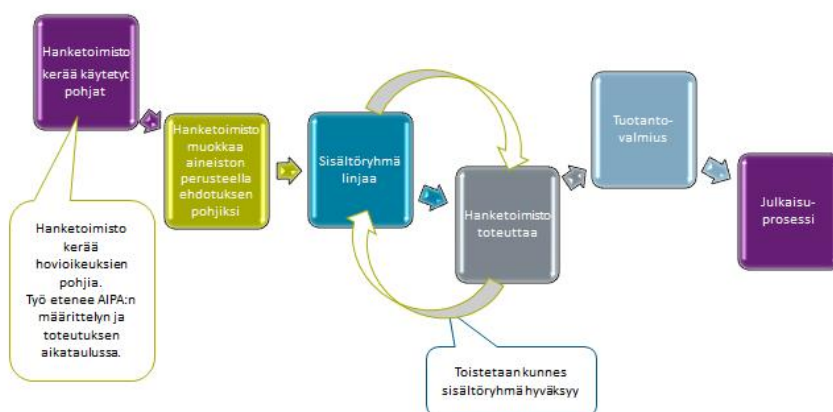 Hanketoimisto
kerää käytetyt
pohjat
Hanketoimisto
muokkaa
aineiston
perusteella
ehdotuksen
pohjiksi
Sisältöryhmä
linjaa
Hanketoimisto
toteuttaa
Tuotanto-
valmius
Julkaisu-
prosessi
Hanketoimisto
kerää
hovioikeuksien
pohjia.
Työ etenee AIPA:n
määrittelyn ja
toteutuksen
aikataulussa.
Toistetaan kunnes
sisältöryhmä hyväksyy